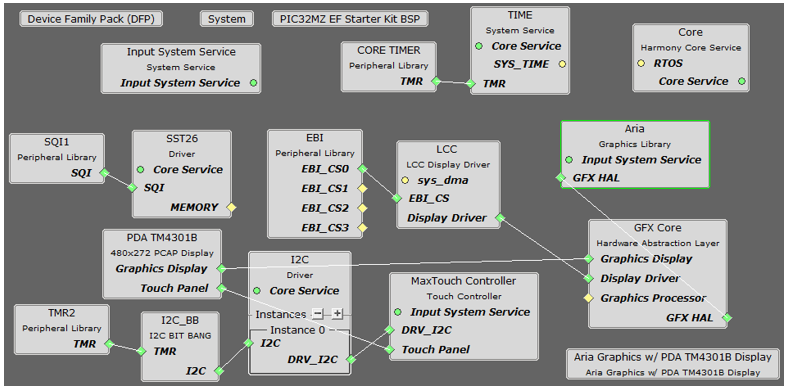 Device Family Pack (DFP)
System
PIC32MZ EF Starter Kit BSP
Input System Service
System Service
Input System Service
CORE TIMER
Peripheral Library
TMR
TIME
System Service
Core Service
SYS_TIME
TMR
Core
Harmony Core Service
RTOS
Core Service
SQI1
Peripheral Library
SQI
SST26
Driver
Core Service
SQI
MEMORY
EBI
Peripheral Library
EBI_CS0
EBI_CS1
EBI_CS2
EBI_CS3
LCC
LCC Display Driver
sys_dma
EBI_CS
Display Driver
Aria
Graphics Library
Input System Service
GFX HAL
PDA TM4301B
480x272 PCAP Display
Graphics Display
Touch Panel
GFX Core
Hardware Abstraction Layer
Graphics Display
Display Driver
Graphics Processor
GFX HAL
TMR2
Peripheral Library
TMR
I2C_BB
I2C BIT BANG
TMR
I2C
I2C
Driver
Core Service
Instances
Instance 0
I2C
DRV_I2C
MaxTouch Controller
Touch Controller
Input System Service
DRV_I2C
Touch Panel
Aria Graphics w/ PDA TM4301B Display
Aria Graphics w/ PDA TM4301B Display